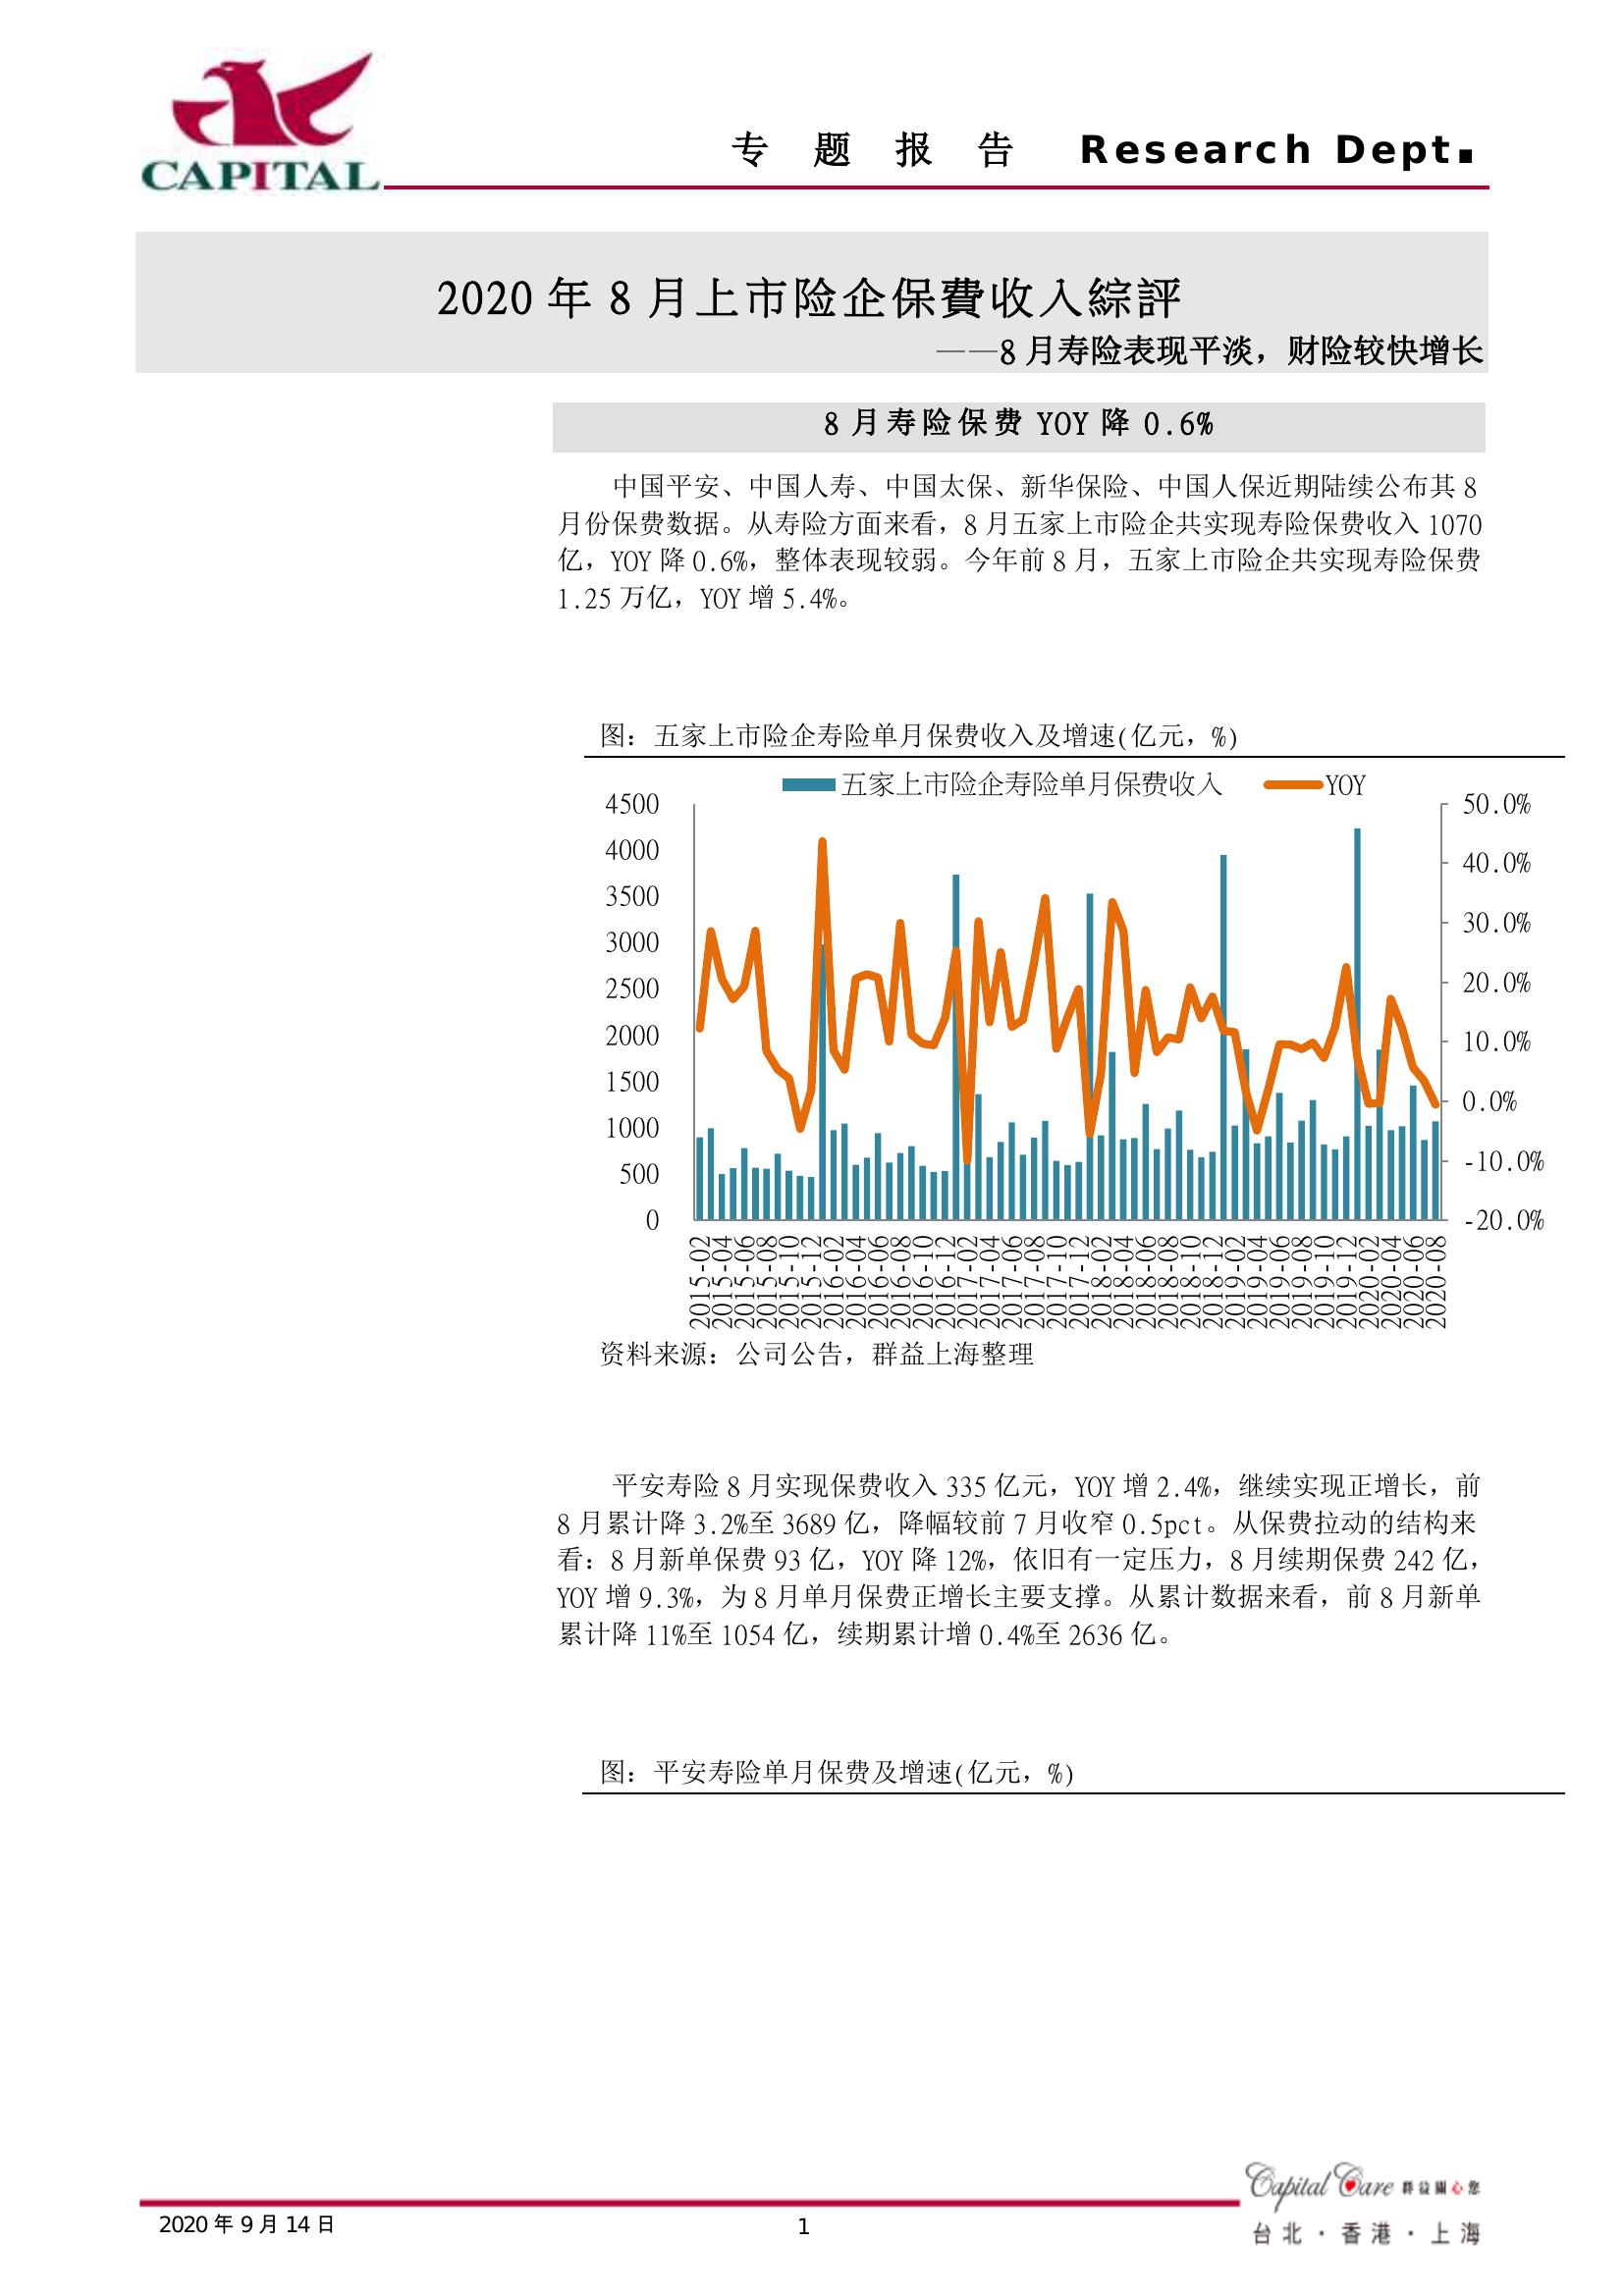 CAPITAL
专 题 报 告 Research Dept.
2020 年 8 月上市险企保費收入綜評
——8 月寿险表现平淡，财险较快增长
8 月寿险保费 YOY 降 0.6%
中国平安、中国人寿、中国太保、新华保险、中国人保近期陆续公布其 8
月份保费数据。从寿险方面来看，8 月五家上市险企共实现寿险保费收入 1070
亿，YOY 降 0.6%，整体表现较弱。今年前 8 月，五家上市险企共实现寿险保费
1.25 万亿，YOY 增 5.4%。
图：五家上市险企寿险单月保费收入及增速(亿元，%)
五家上市险企寿险单月保费收入 YOY
4500
4000
3500
3000
2500
2000
1500
1000
500
0
50.0%
40.0%
30.0%
20.0%
10.0%
0.0%
-10.0%
-20.0%
2015-02
2015-04
2015-06
2015-08
2015-10
2015-12
2016-02
2016-04
2016-06
2016-08
2016-10
2016-12
2017-02
2017-04
2017-06
2017-08
2017-10
2017-12
2018-02
2018-04
2018-06
2018-08
2018-10
2018-12
2019-02
2019-04
2019-06
2019-08
2019-10
2019-12
2020-02
2020-04
2020-06
2020-08
资料来源：公司公告，群益上海整理
平安寿险 8 月实现保费收入 335 亿元，YOY 增 2.4%，继续实现正增长，前
8 月累计降 3.2%至 3689 亿，降幅较前 7 月收窄 0.5pct。从保费拉动的结构来
看：8 月新单保费 93 亿，YOY 降 12%，依旧有一定压力，8 月续期保费 242 亿，
YOY 增 9.3%，为 8 月单月保费正增长主要支撑。从累计数据来看，前 8 月新单
累计降 11%至 1054 亿，续期累计增 0.4%至 2636 亿。
图：平安寿险单月保费及增速(亿元，%)
Capital Care 群益關心您
2020 年 9 月 14 日
1
台北．香港．上海